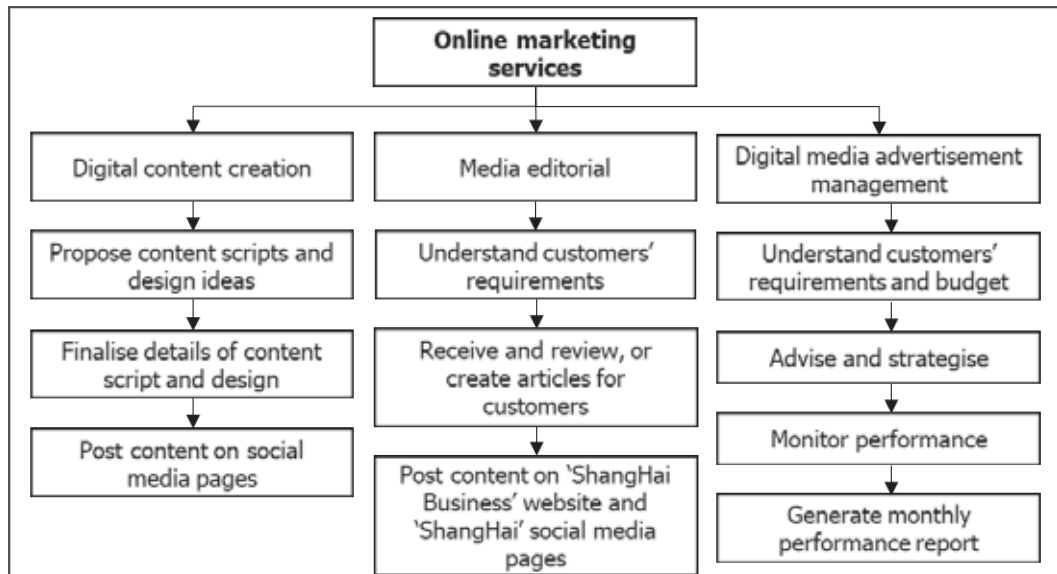 Online marketing
services
Digital content creation
Propose content scripts and
design ideas
Finalise details of content
script and design
Post content on social
media pages
Media editorial
Understand customers'
requirements
Receive and review, or
create articles for
customers
Post content on ‘ShangHai
Business’ website and
‘ShangHai’ social media
pages
Digital media advertisement
management
Understand customers’
requirements and budget
Advise and strategise
Monitor performance
Generate monthly
performance report